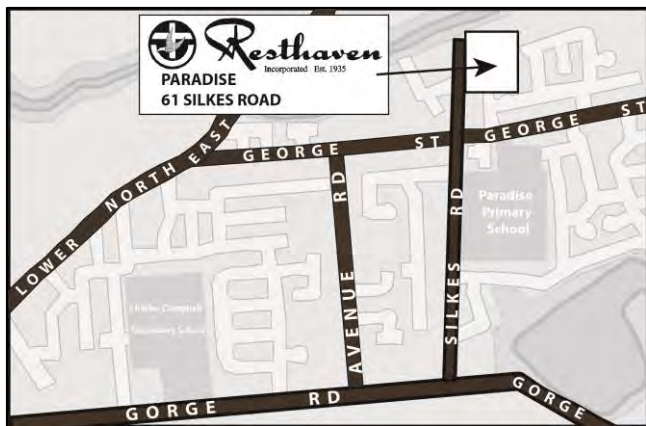 Resthaven
Incorporated Est. 1935
PARADISE
61 SILKES ROAD
LOWER NORTH EAST
GEORGE ST
GEORGE ST
AVENUE RD
SILKES RD
Paradise
Primary
School
GORGE RD
GORGE